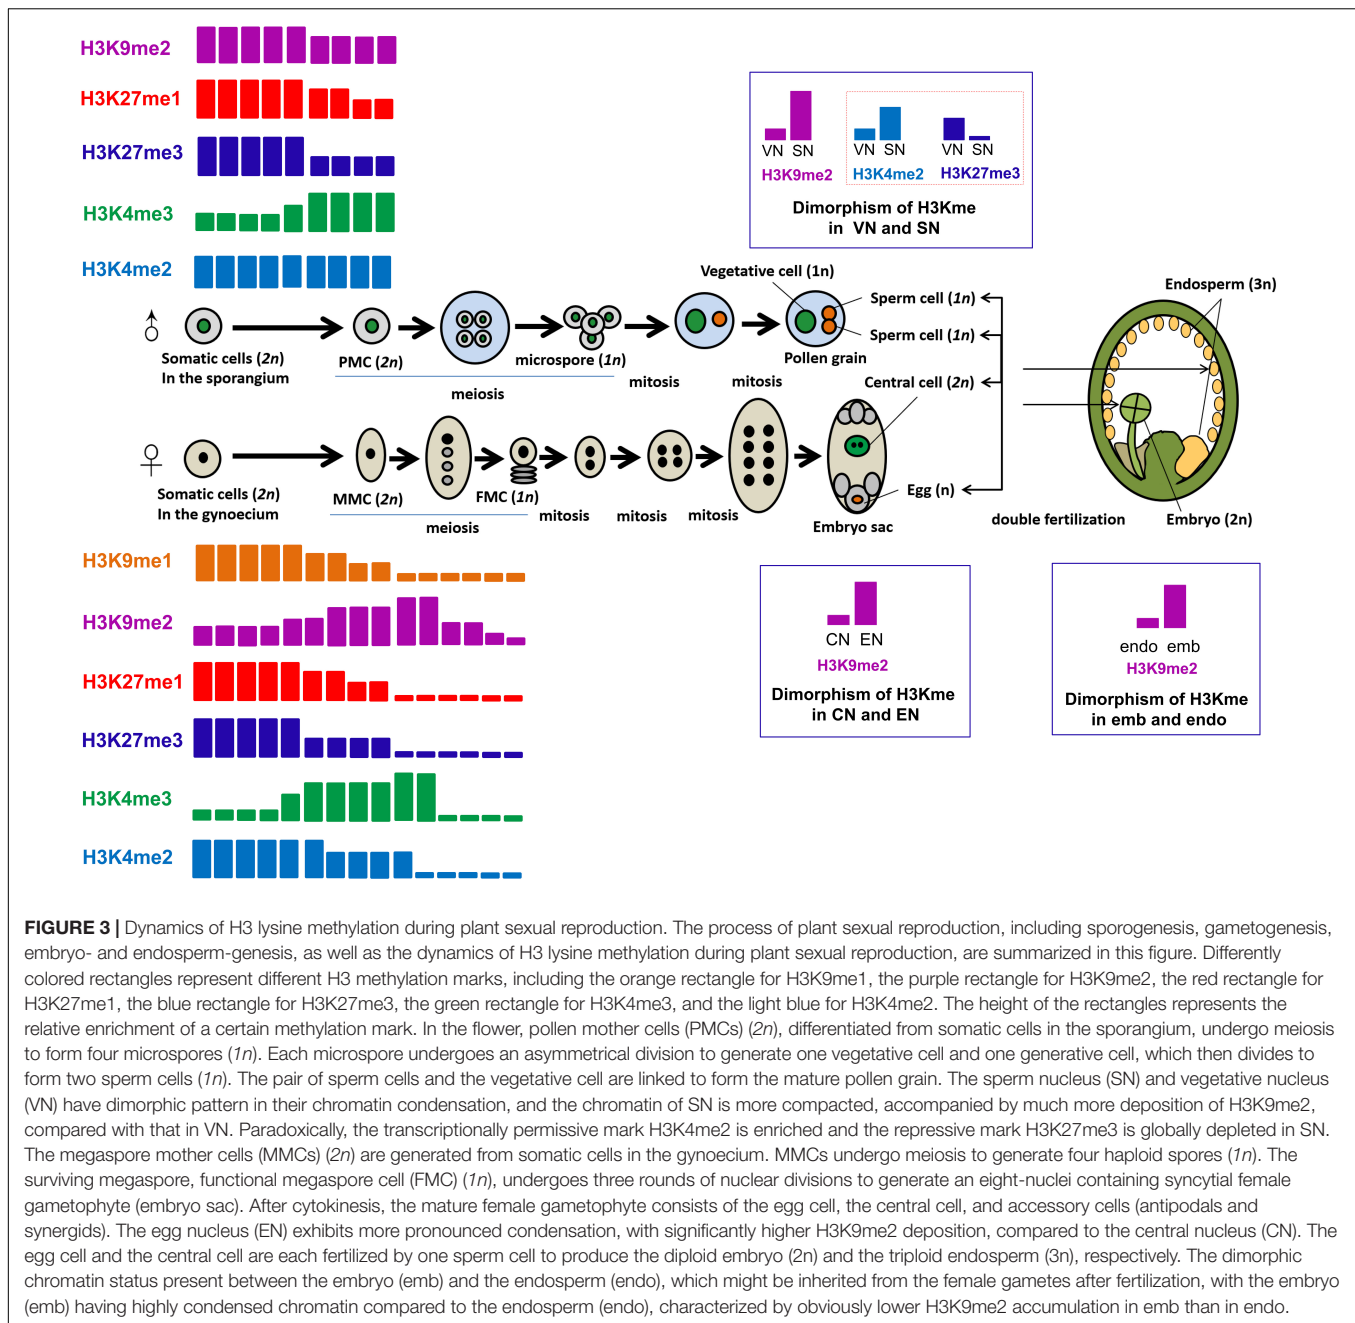 H3K9me2
H3K27me1
H3K27me3
H3K4me3
H3K4me2
VN SN
H3K9me2
VN SN
H3K4me2
VN SN
H3K27me3
Dimorphism of H3Kme
in VN and SN
♂
Somatic cells (2n)
In the sporangium
PMC (2n)
microspore (1n)
meiosis
mitosis
mitosis
Vegetative cell (1n)
Pollen grain
Sperm cell (1n)
Sperm cell (1n)
Central cell (2n)
Egg (n)
Endosperm (3n)
double fertilization
Embryo (2n)
♀
Somatic cells (2n)
In the gynoecium
MMC (2n)
FMC (1n)
meiosis
mitosis
mitosis
mitosis
Embryo sac
H3K9me1
H3K9me2
H3K27me1
H3K27me3
H3K4me3
H3K4me2
CN EN
H3K9me2
Dimorphism of H3Kme
in CN and EN
endo emb
H3K9me2
Dimorphism of H3Kme
in emb and endo
FIGURE 3 | Dynamics of H3 lysine methylation during plant sexual reproduction. The process of plant sexual reproduction, including sporogenesis, gametogenesis,
embryo- and endosperm-genesis, as well as the dynamics of H3 lysine methylation during plant sexual reproduction, are summarized in this figure. Differently
colored rectangles represent different H3 methylation marks, including the orange rectangle for H3K9me1, the purple rectangle for H3K9me2, the red rectangle for
H3K27me1, the blue rectangle for H3K27me3, the green rectangle for H3K4me3, and the light blue for H3K4me2. The height of the rectangles represents the
relative enrichment of a certain methylation mark. In the flower, pollen mother cells (PMCs) (2n), differentiated from somatic cells in the sporangium, undergo meiosis
to form four microspores (1n). Each microspore undergoes an asymmetrical division to generate one vegetative cell and one generative cell, which then divides to
form two sperm cells (1n). The pair of sperm cells and the vegetative cell are linked to form the mature pollen grain. The sperm nucleus (SN) and vegetative nucleus
(VN) have dimorphic pattern in their chromatin condensation, and the chromatin of SN is more compacted, accompanied by much more deposition of H3K9me2,
compared with that in VN. Paradoxically, the transcriptionally permissive mark H3K4me2 is enriched and the repressive mark H3K27me3 is globally depleted in SN.
The megaspore mother cells (MMCs) (2n) are generated from somatic cells in the gynoecium. MMCs undergo meiosis to generate four haploid spores (1n). The
surviving megaspore, functional megaspore cell (FMC) (1n), undergoes three rounds of nuclear divisions to generate an eight-nuclei containing syncytial female
gametophyte (embryo sac). After cytokinesis, the mature female gametophyte consists of the egg cell, the central cell, and accessory cells (antipodals and
synergids). The egg nucleus (EN) exhibits more pronounced condensation, with significantly higher H3K9me2 deposition, compared to the central nucleus (CN). The
egg cell and the central cell are each fertilized by one sperm cell to produce the diploid embryo (2n) and the triploid endosperm (3n), respectively. The dimorphic
chromatin status present between the embryo (emb) and the endosperm (endo), which might be inherited from the female gametes after fertilization, with the embryo
(emb) having highly condensed chromatin compared to the endosperm (endo), characterized by obviously lower H3K9me2 accumulation in emb than in endo.